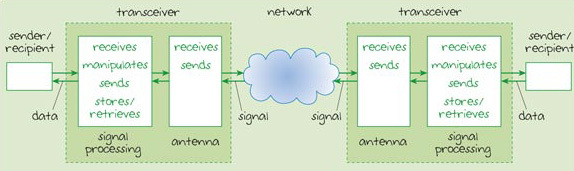 transceiver
network
transceiver
sender/
recipient
receives
manipulates
sends
stores/
retrieves
receives
sends
receives
sends
receives
manipulates
sends
stores/
retrieves
sender/
recipient
data
signal
processing
antenna
signal
signal
antenna
signal
processing
data